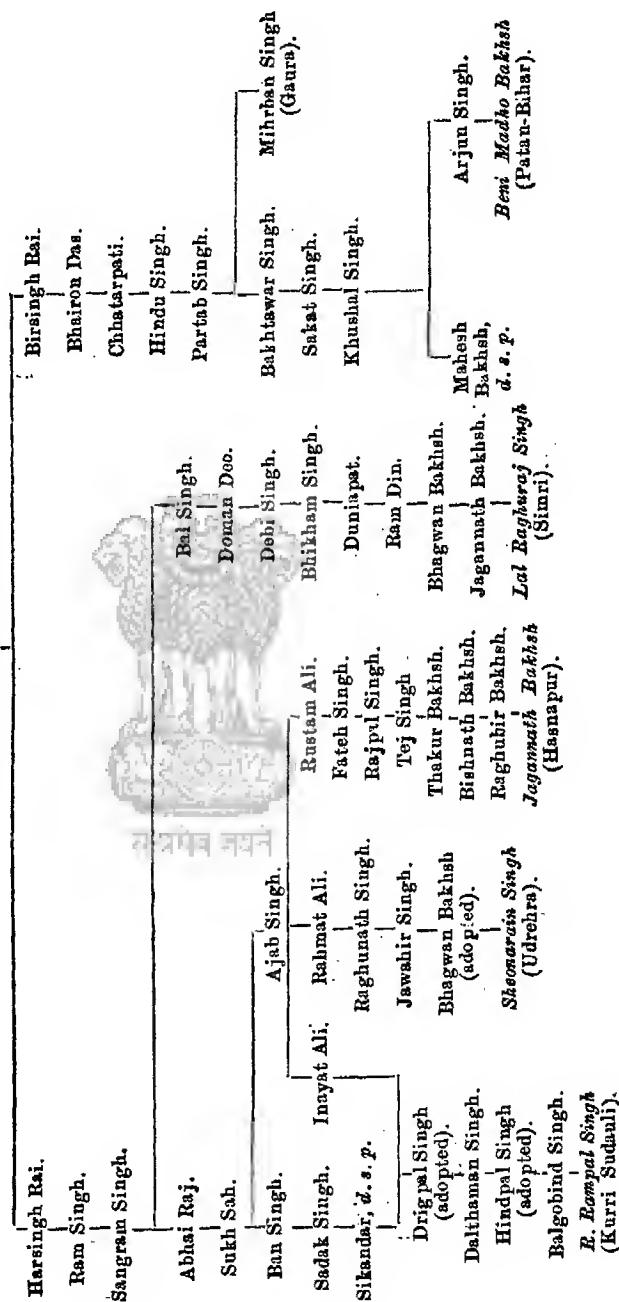 Harsingh Rai.
Ram Singh.
Sangram Singh.
Abhai Raj.
Sukh Sah.
Ban Singh.
Sadak Singh.
Sikandar, d. s. p.
Drigpal Singh
(adopted).
Dalthaman Singh.
Hindpal Singh
(adopted).
Balgobind Singh.
R. Rampal Singh
(Kurri Sudauli).
Ajab Singh.
Inayat Ali.
Rahmat Ali.
Raghunath Singh.
Jawahir Singh.
Bhagwan Bakhsh
(adopted).
Sheonarain Singh
(Udrehra).
Rustam Ali.
Fateh Singh.
Rajpal Singh.
Tej Singh
Thakur Bakhsh.
Bishnath Bakhsh.
Raghubir Bakhsh.
Jagannath Bakhsh
(Hasnapur).
Bal Singh.
Doman Deo.
Debi Singh.
Bhikham Singh.
Duniapat.
Ram Din.
Bhagwan Bakhsh.
Jagannath Bakhsh.
Lal Raghuraj Singh
(Simri).
Birsingh Rai.
Bhairon Das.
Chhatarpati.
Hindu Singh.
Partab Singh.
Bakhtawar Singh.
Sakat Singh.
Khushal Singh.
Mahesh
Bakhsh,
d. s. p.
Mihrban Singh
(Gaura).
Arjun Singh.
Beni Madho Bakhsh
(Patan-Bihar).
सत्यमेव जयते